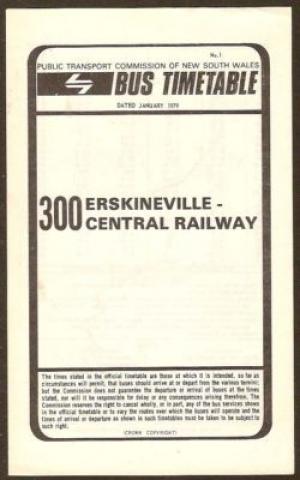 No.1
PUBLIC TRANSPORT COMMISSION OF NEW SOUTH WALES
BUS TIMETABLE
DATED JANUARY 1979
300 ERSKINEVILLE -
CENTRAL RAILWAY
The times stated in the official timetable are those at which it is intended, so far as
circumstances will permit, that buses should arrive at or depart from the various termini;
but the Commission does not guarantee the departure or arrival of buses at the times
stated, nor will it be responsible for delay or any consequences arising therefrom. The
Commission reserves the right to cancel wholly, or in part, any of the bus services shown
in the official timetable or to vary the routes over which the buses will operate and the
times of arrival or departure as shown in such timetables must be taken to be subject to
such right.
(CROWN COPYRIGHT)